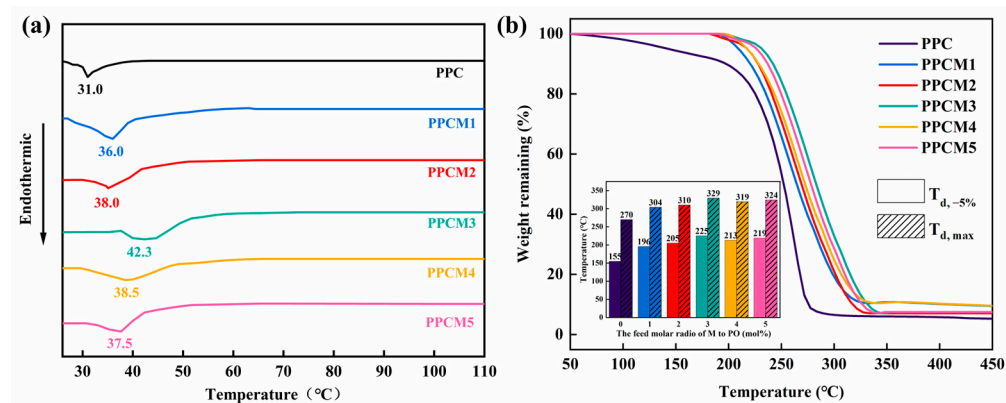 (a)
PPC
31.0
PPCM1
36.0
PPCM2
38.0
PPCM3
42.3
PPCM4
38.5
PPCM5
37.5
Endothermic
30 40 50 60 70 80 90 100 110
Temperature（°C）
(b)
Weight remaining (%)
100
80
60
40
20
0
50 100 150 200 250 300 350 400 450
Temperature (°C)
PPC
PPCM1
PPCM2
PPCM3
PPCM4
PPCM5
Td, −5%
Td, max
Temperature (°C)
350
300
250
200
150
100
50
0
155 270 196 304 205 310 225 329 213 319 219 324
0 1 2 3 4 5
The feed molar radio of M to PO (mol%)